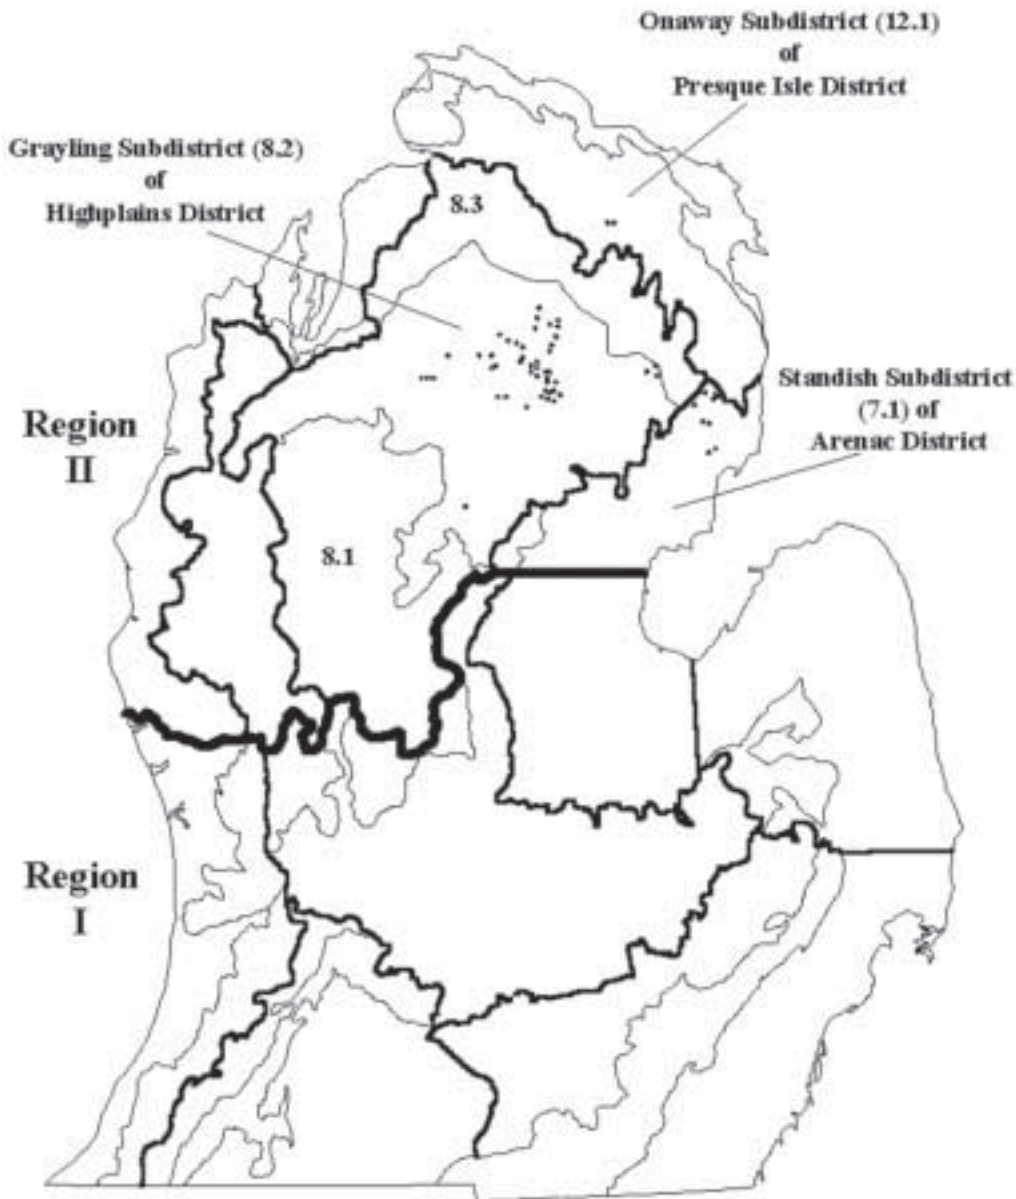 Onaway Subdistrict (12.1)
of
Presque Isle District
Grayling Subdistrict (8.2)
of
Highplains District
8.3
Standish Subdistrict
(7.1) of
Arenac District
Region
II
8.1
Region
I